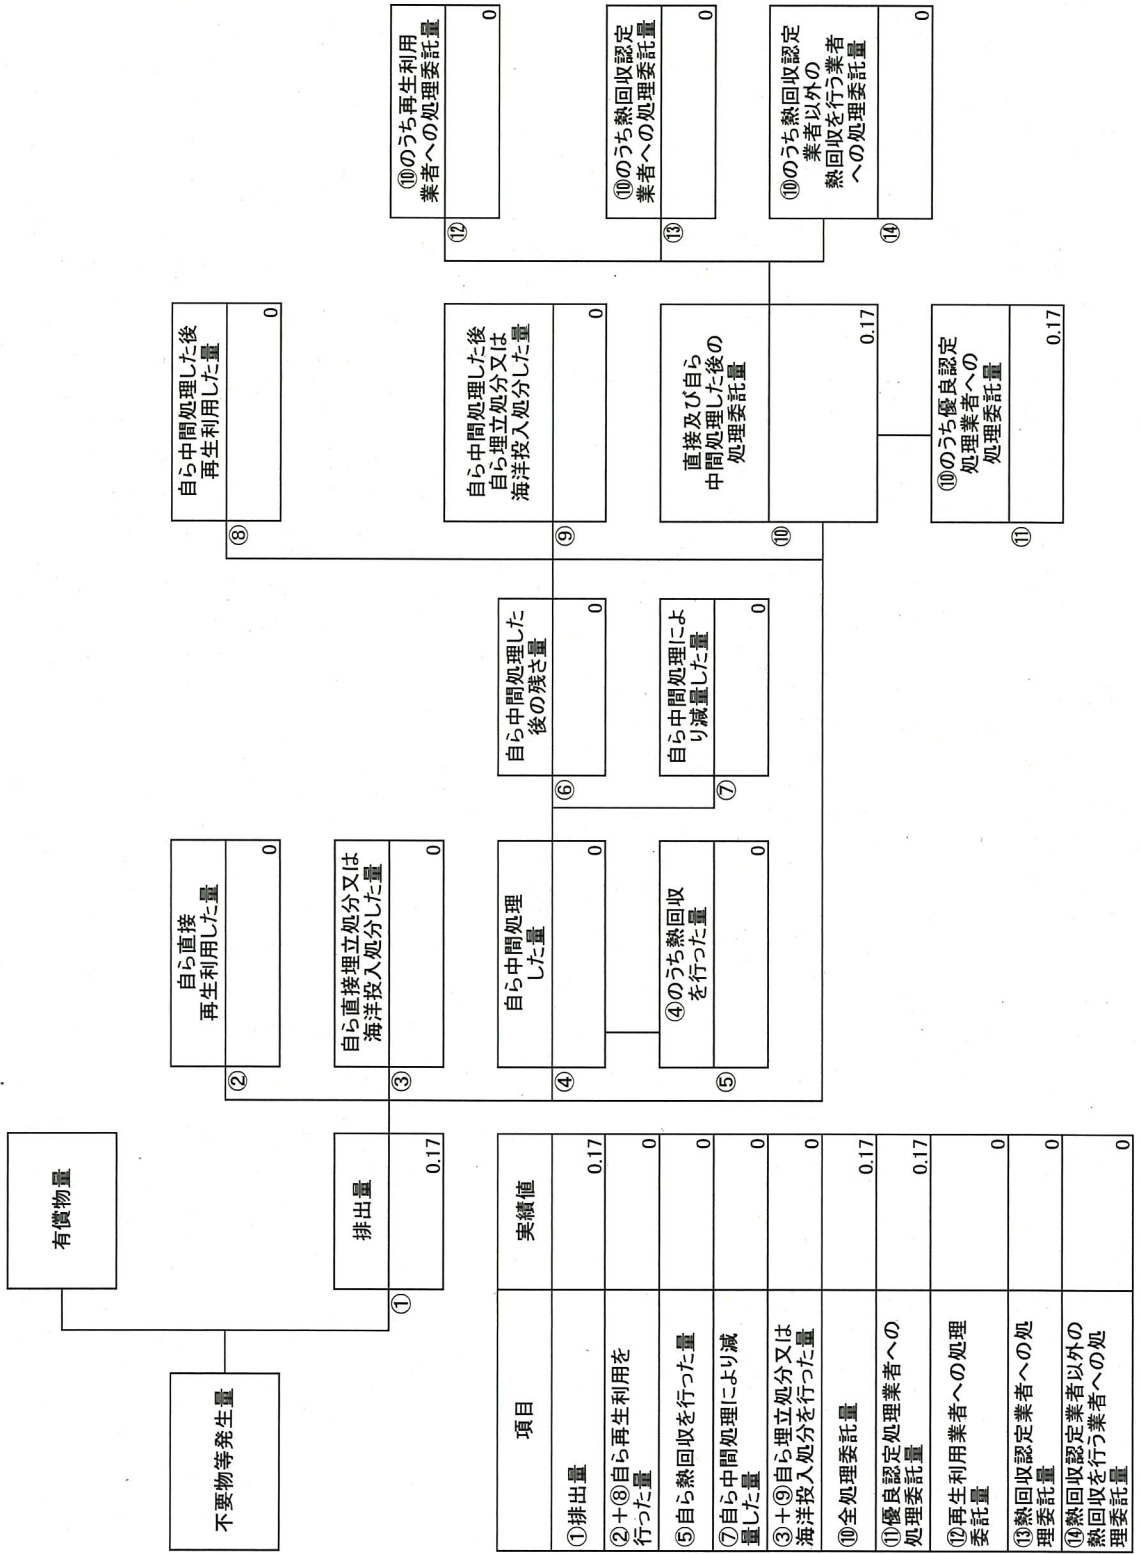 不要物等発生量
有償物量
①
排出量
0.17
②
自ら直接
再生利用した量
0
③
自ら直接埋立処分又は
海洋投入処分した量
0
④
自ら中間処理
した量
0
⑤
④のうち熱回収
を行った量
0
⑥
自ら中間処理した
後の残さ量
0
⑦
自ら中間処理によ
り減量した量
0
⑧
自ら中間処理した後
再生利用した量
0
⑨
自ら中間処理した後
自ら埋立処分又は
海洋投入処分した量
0
⑩
直接及び自ら
中間処理した後の
処理委託量
0.17
⑪
⑩のうち優良認定
処理業者への
処理委託量
0.17
⑫
⑩のうち再生利用
業者への処理委託量
0
⑬
⑩のうち熱回収認定
業者への処理委託量
0
⑭
⑩のうち熱回収認定
業者以外の
熱回収を行う業者
への処理委託量
0
項目 実績値
①排出量 0.17
②+⑧自ら再生利用を
行った量 0
⑤自ら熱回収を行った量 0
⑦自ら中間処理により減
量した量 0
③+⑨自ら埋立処分又は
海洋投入処分を行った量 0
⑩全処理委託量 0.17
⑪優良認定処理業者への
処理委託量 0.17
⑫再生利用業者への処理
委託量 0
⑬熱回収認定業者への処
理委託量 0
⑭熱回収認定業者以外の
熱回収を行う業者への処
理委託量 0